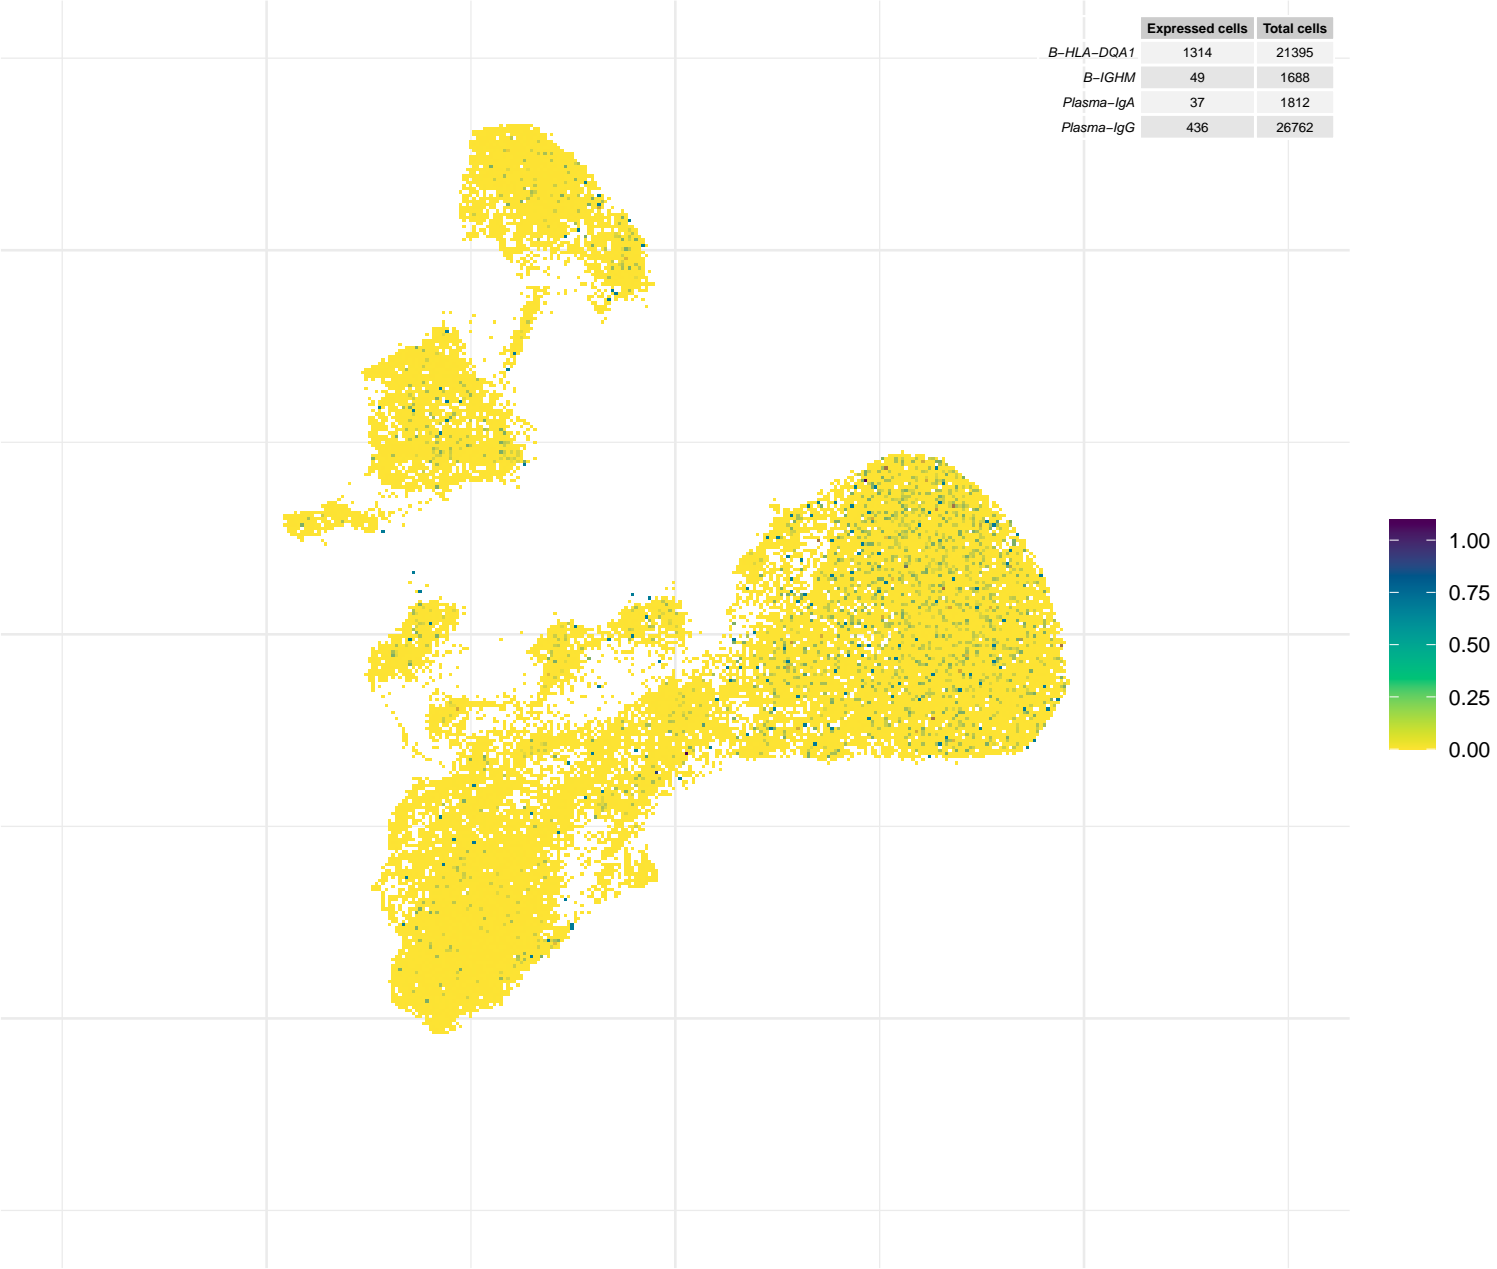 Expressed cells Total cells
B−HLA−DQA1 1314 21395
B−IGHM 49 1688
Plasma−IgA 37 1812
Plasma−IgG 436 26762
1.00
0.75
0.50
0.25
0.00